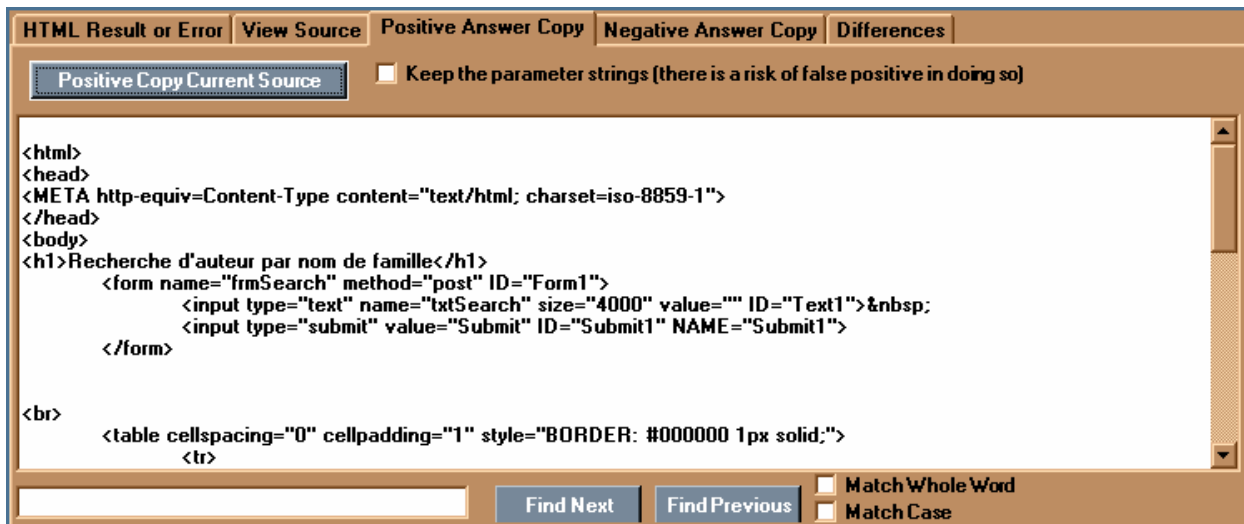 HTML Result or Error View Source Positive Answer Copy Negative Answer Copy Differences
Positive Copy Current Source Keep the parameter strings (there is a risk of false positive in doing so)
<html>
<head>
<META http-equiv=Content-Type content="text/html; charset=iso-8859-1">
</head>
<body>
<h1>Recherche d'auteur par nom de famille</h1>
<form name="frmSearch" method="post" ID="Form1">
<input type="text" name="txtSearch" size="4000" value="" ID="Text1">&nbsp;
<input type="submit" value="Submit" ID="Submit1" NAME="Submit1">
</form>
<br>
<table cellspacing="0" cellpadding="1" style="BORDER: #000000 1px solid;">
<tr>
Find Next Find Previous Match Whole Word
Match Case